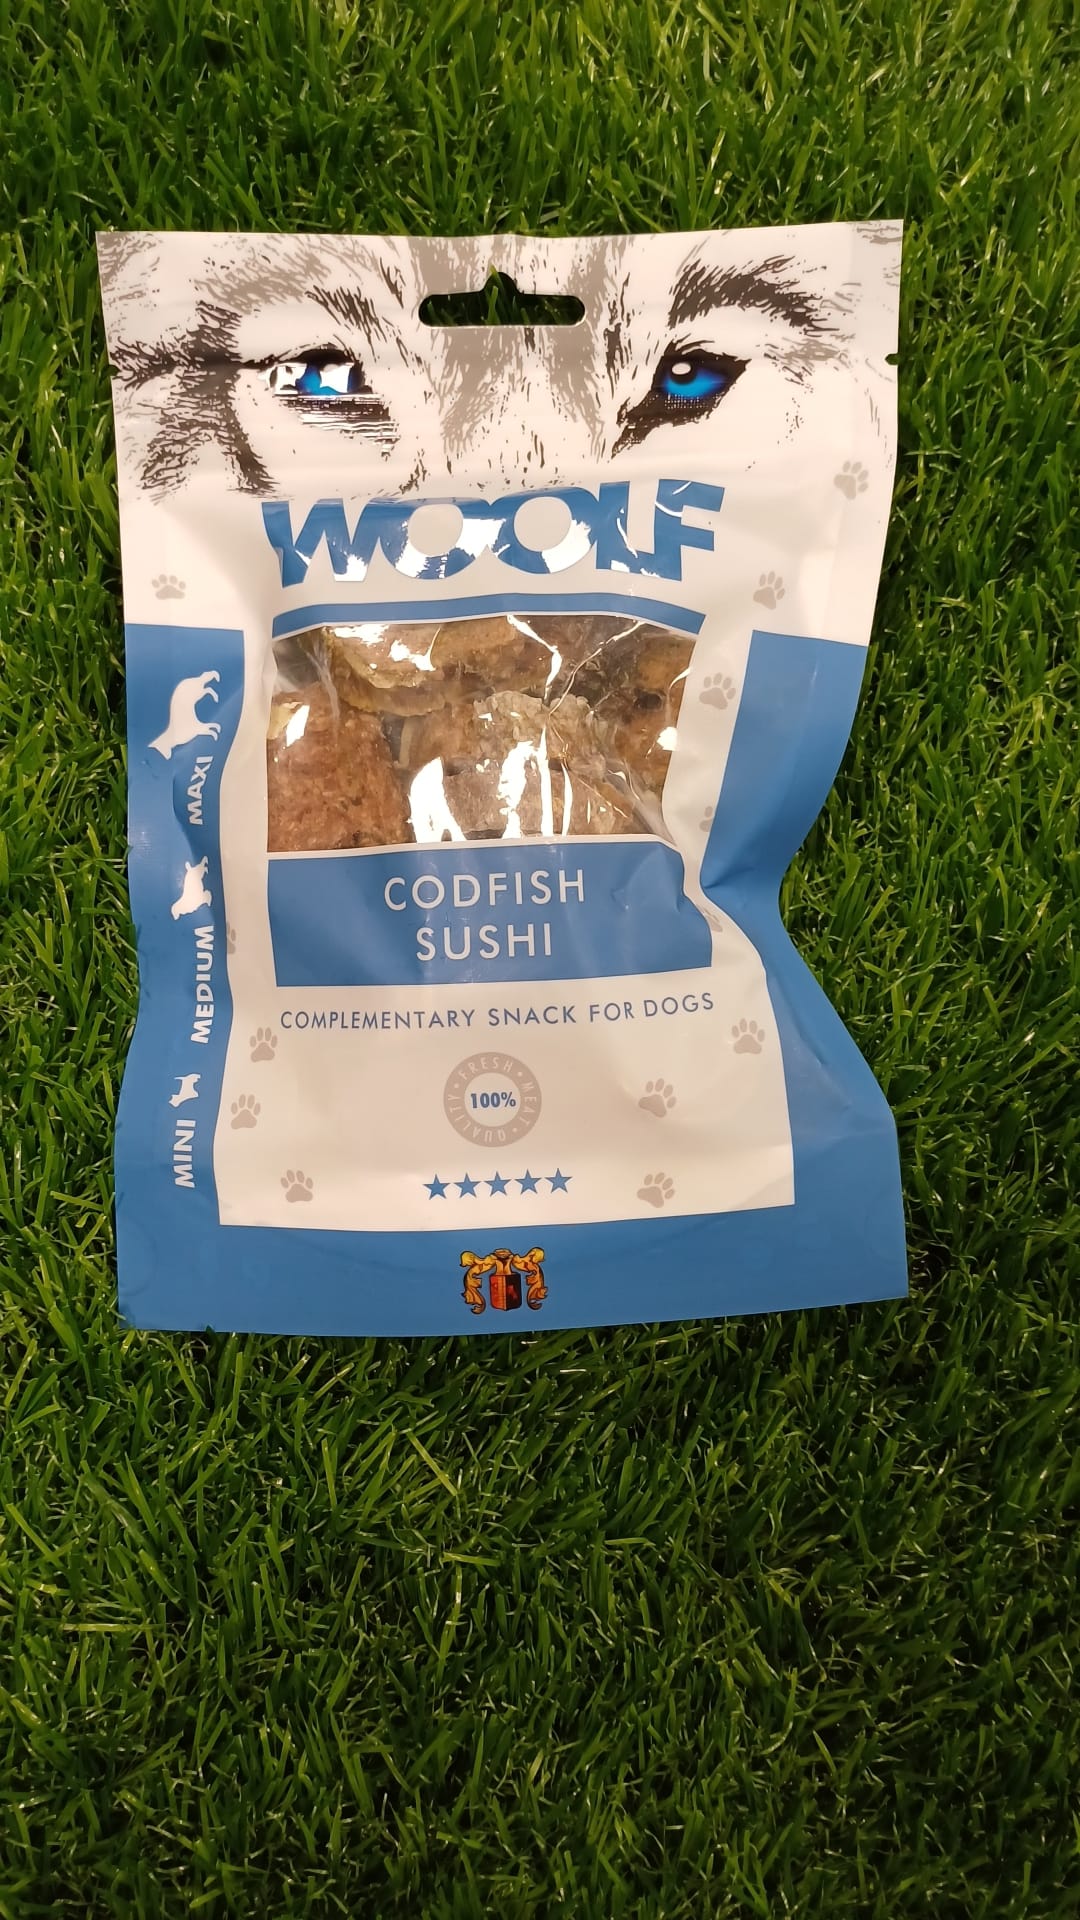 WOOLF
CODFISH
SUSHI
COMPLEMENTARY SNACK FOR DOGS
FRESH • MEAT • QUALITY •
100%
MAXI
MEDIUM
MINI